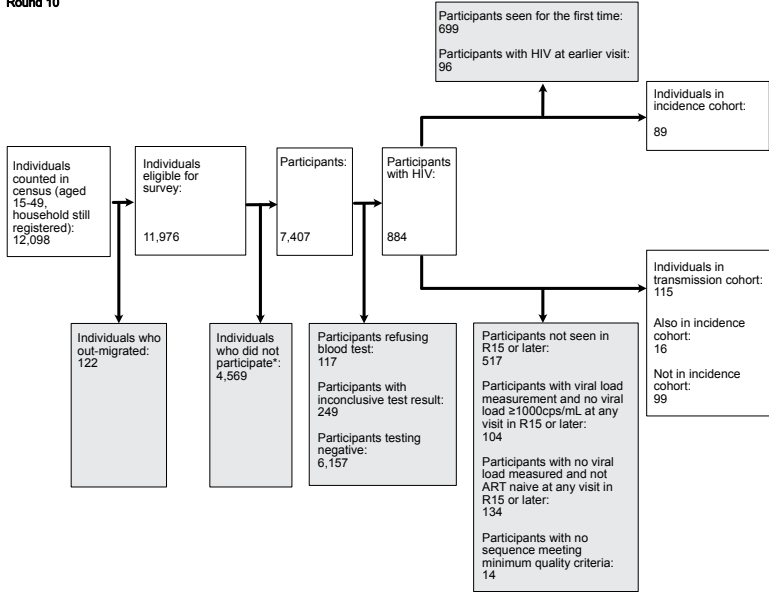 Round 10
Participants seen for the first time:
699
Participants with HIV at earlier visit:
96
Individuals in
incidence cohort:
89
Individuals
counted in
census (aged
15-49,
household still
registered):
12,098
Individuals
eligible for
survey:
11,976
Participants:
7,407
Participants
with HIV:
884
Individuals in
transmission cohort:
115
Also in incidence
cohort:
16
Not in incidence
cohort:
99
Individuals who
out-migrated:
122
Individuals
who did not
participate*:
4,569
Participants refusing
blood test:
117
Participants with
inconclusive test result:
249
Participants testing
negative:
6,157
Participants not seen in
R15 or later:
517
Participants with viral load
measurement and no viral
load ≥1000cps/mL at any
visit in R15 or later:
104
Participants with no viral
load measured and not
ART naive at any visit in
R15 or later:
134
Participants with no
sequence meeting
minimum quality criteria:
14